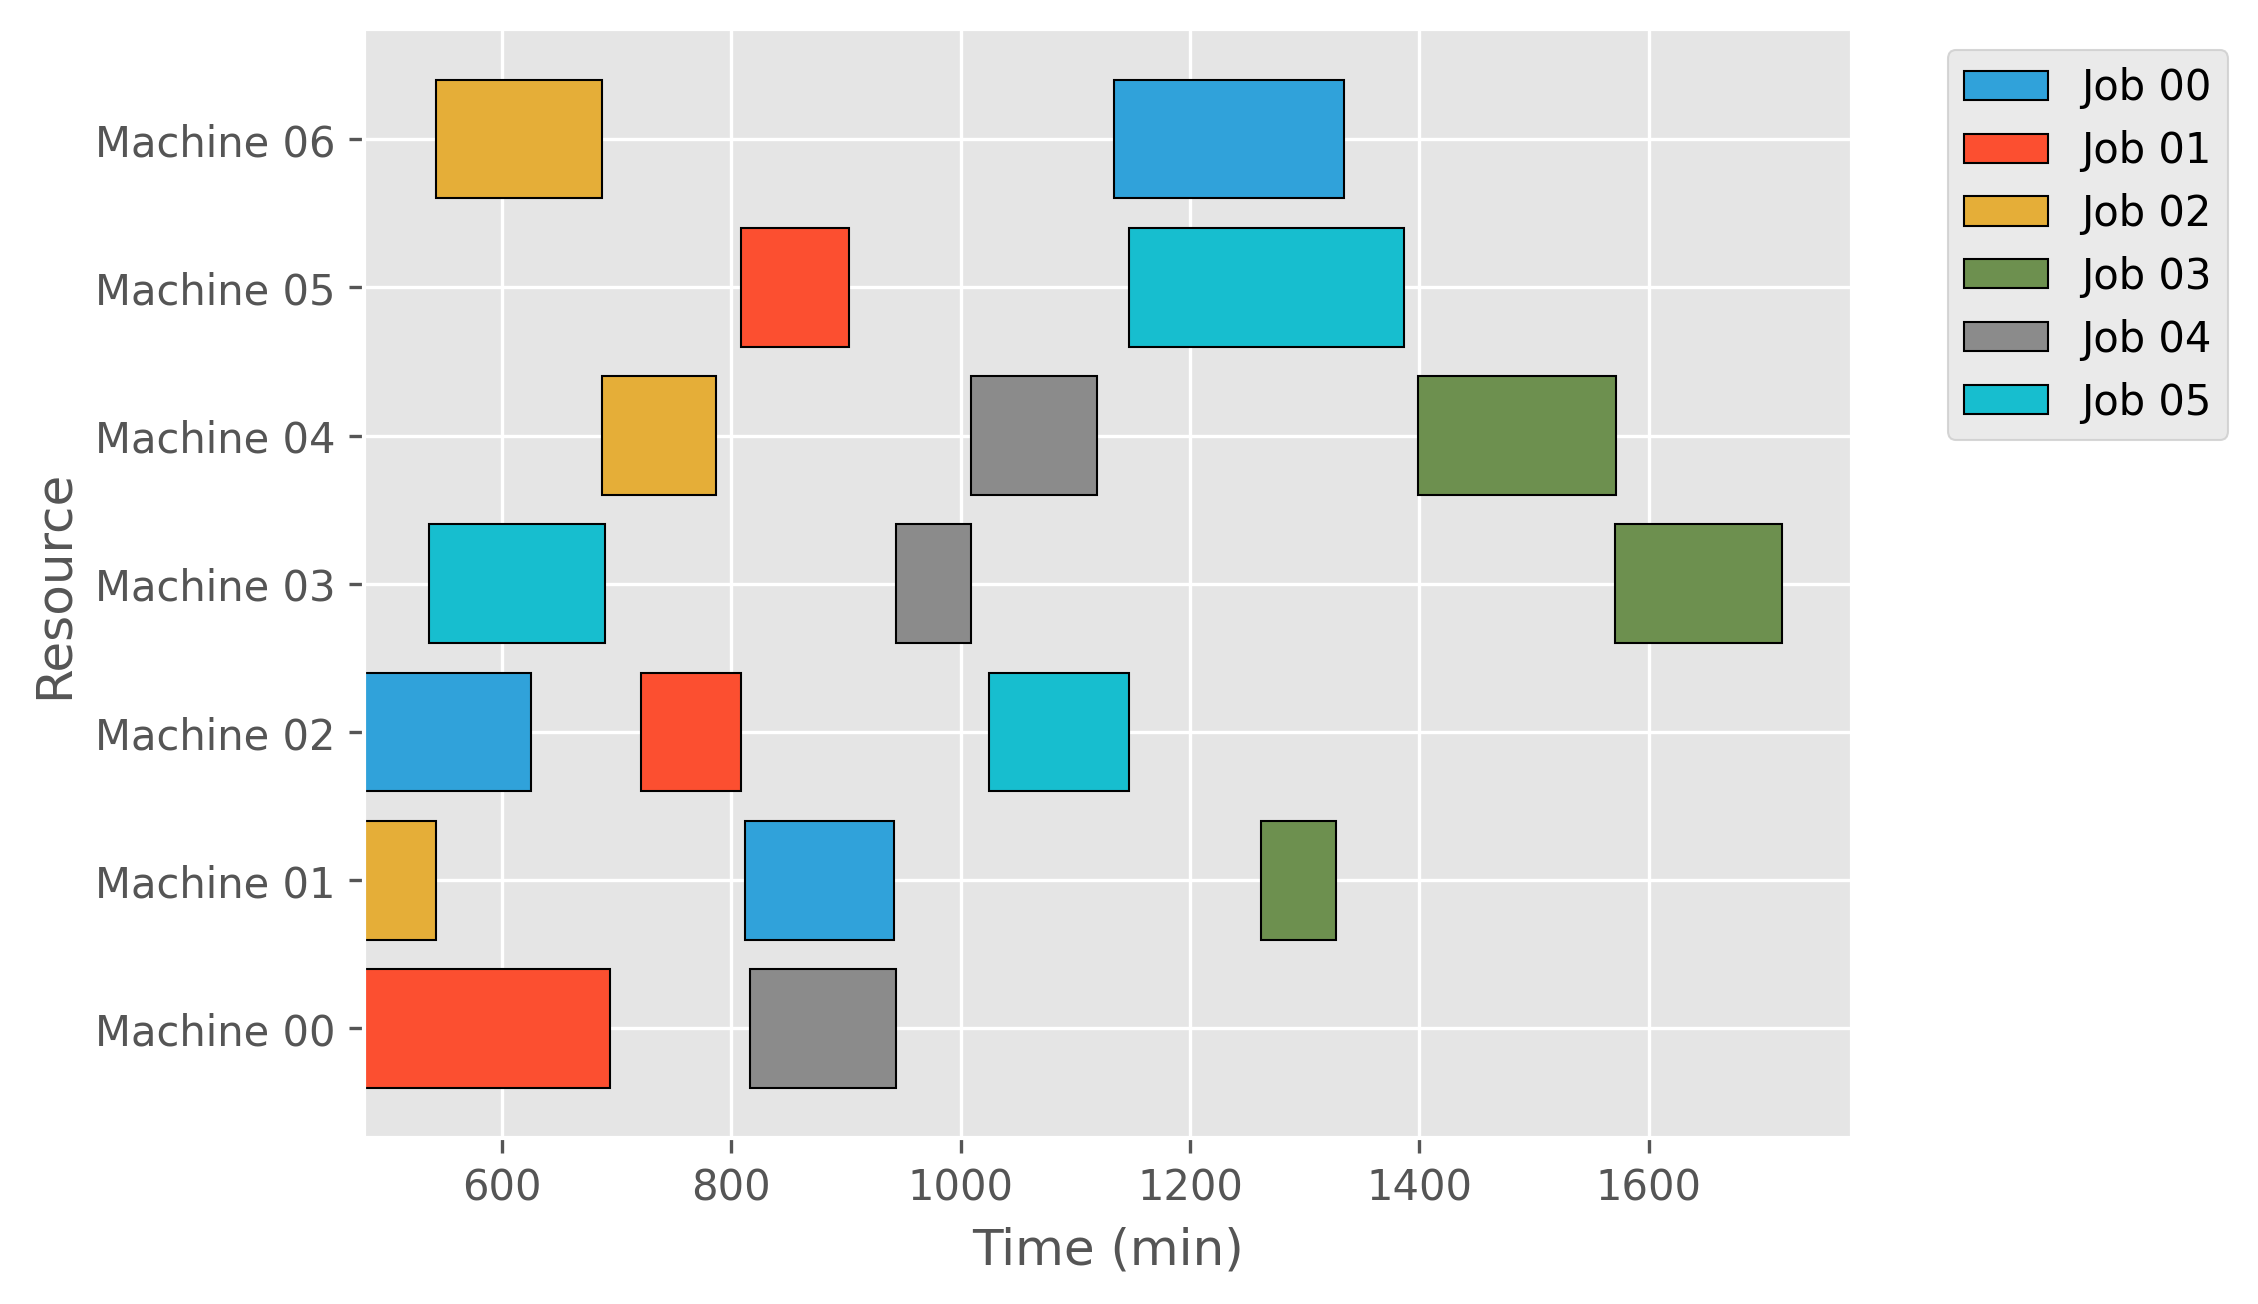 Machine 06
Machine 05
Machine 04
Machine 03
Machine 02
Machine 01
Machine 00
Resource
600 800 1000 1200 1400 1600
Time (min)
Job 00
Job 01
Job 02
Job 03
Job 04
Job 05